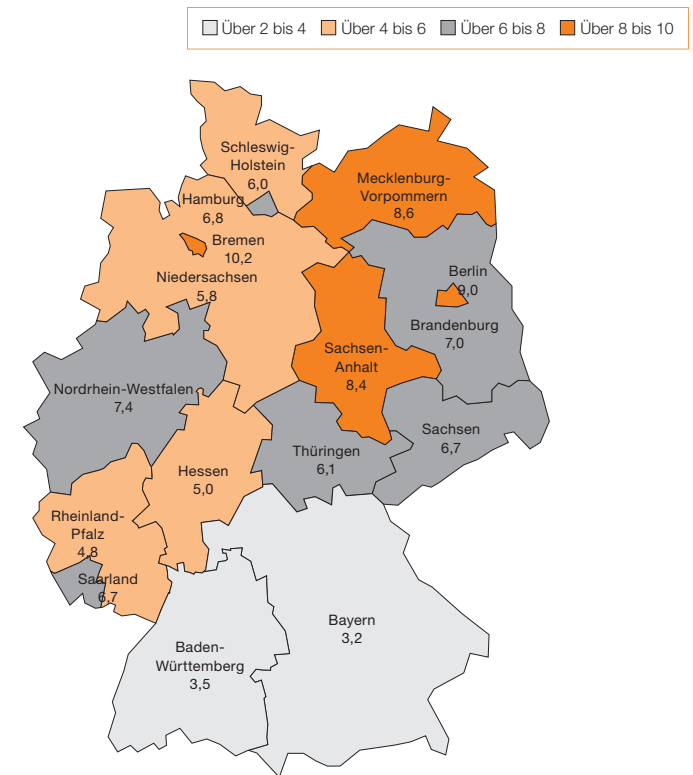 Über 2 bis 4 Über 4 bis 6 Über 6 bis 8 Über 8 bis 10
Schleswig-
Holstein
6,0
Mecklenburg-
Vorpommern
8,6
Hamburg
6,8
Bremen
10,2
Niedersachsen
5,8
Berlin
9,0
Brandenburg
7,0
Sachsen-
Anhalt
8,4
Nordrhein-Westfalen
7,4
Sachsen
6,7
Thüringen
6,1
Hessen
5,0
Rheinland-
Pfalz
4,8
Saarland
6,7
Bayern
3,2
Baden-
Württemberg
3,5